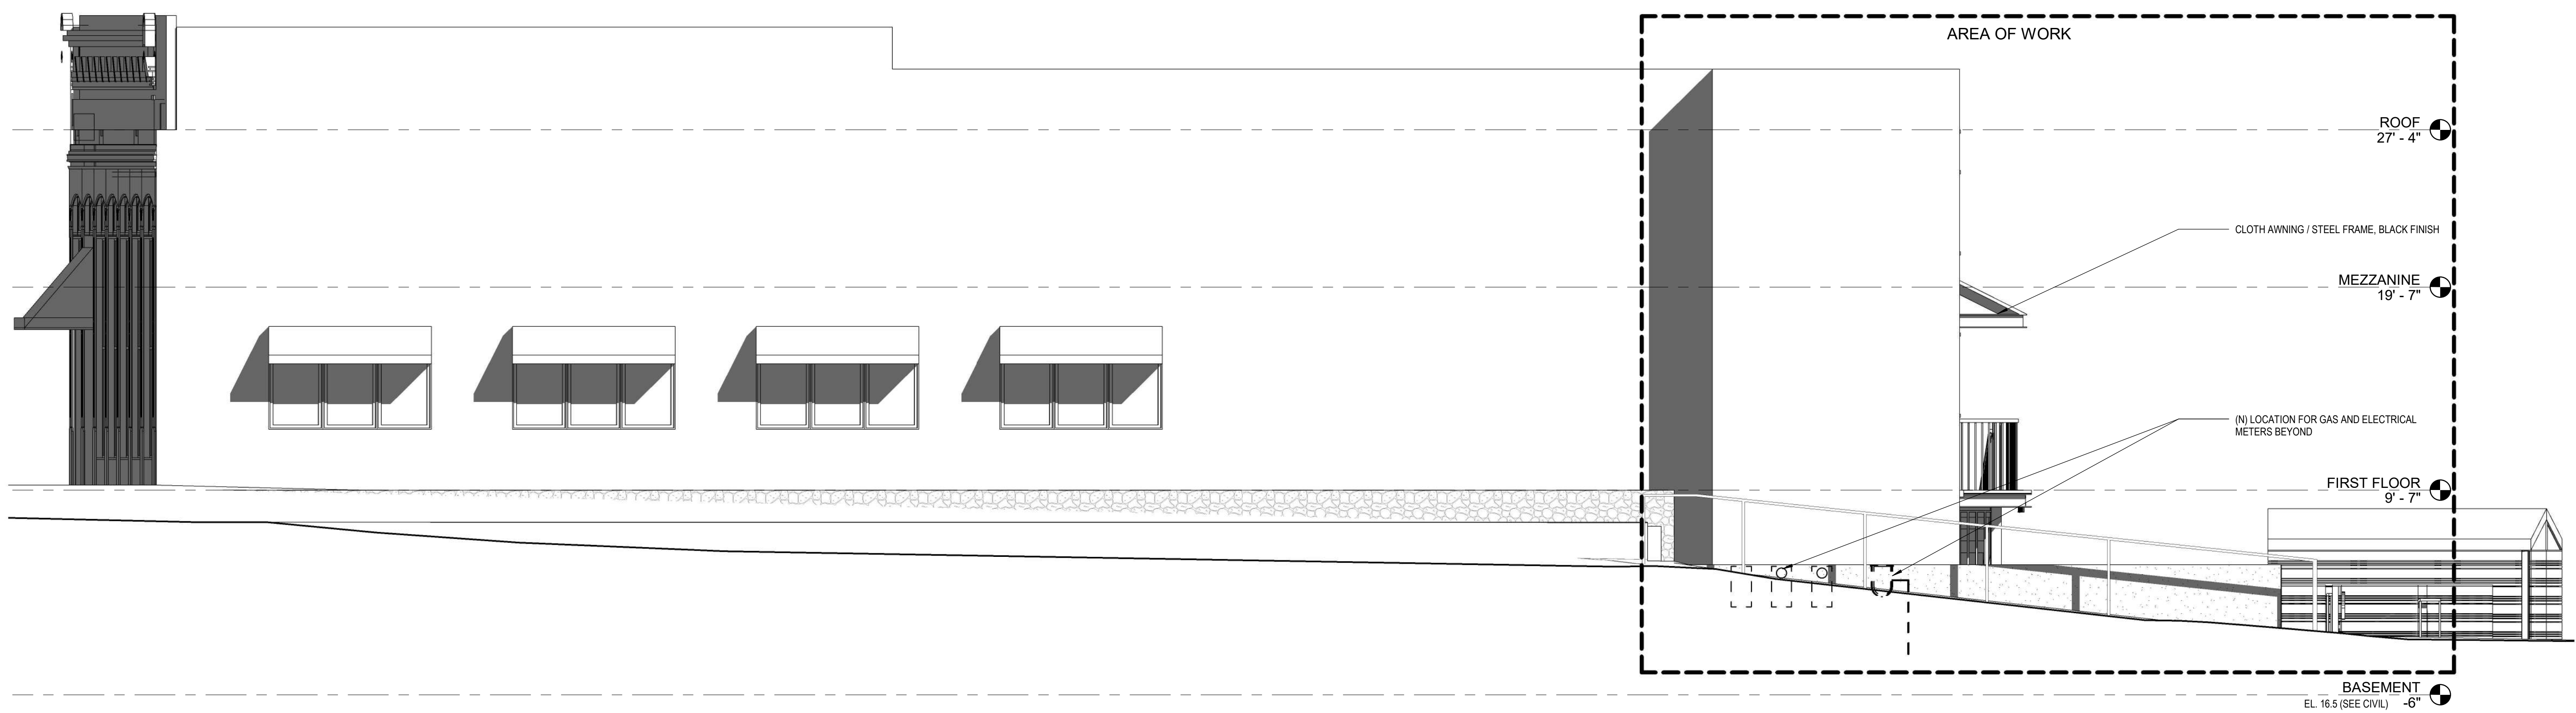 AREA OF WORK
ROOF
27' - 4"
CLOTH AWNING / STEEL FRAME, BLACK FINISH
MEZZANINE
19' - 7"
(N) LOCATION FOR GAS AND ELECTRICAL
METERS BEYOND
FIRST FLOOR
9' - 7"
BASEMENT
EL. 16.5 (SEE CIVIL) -6"